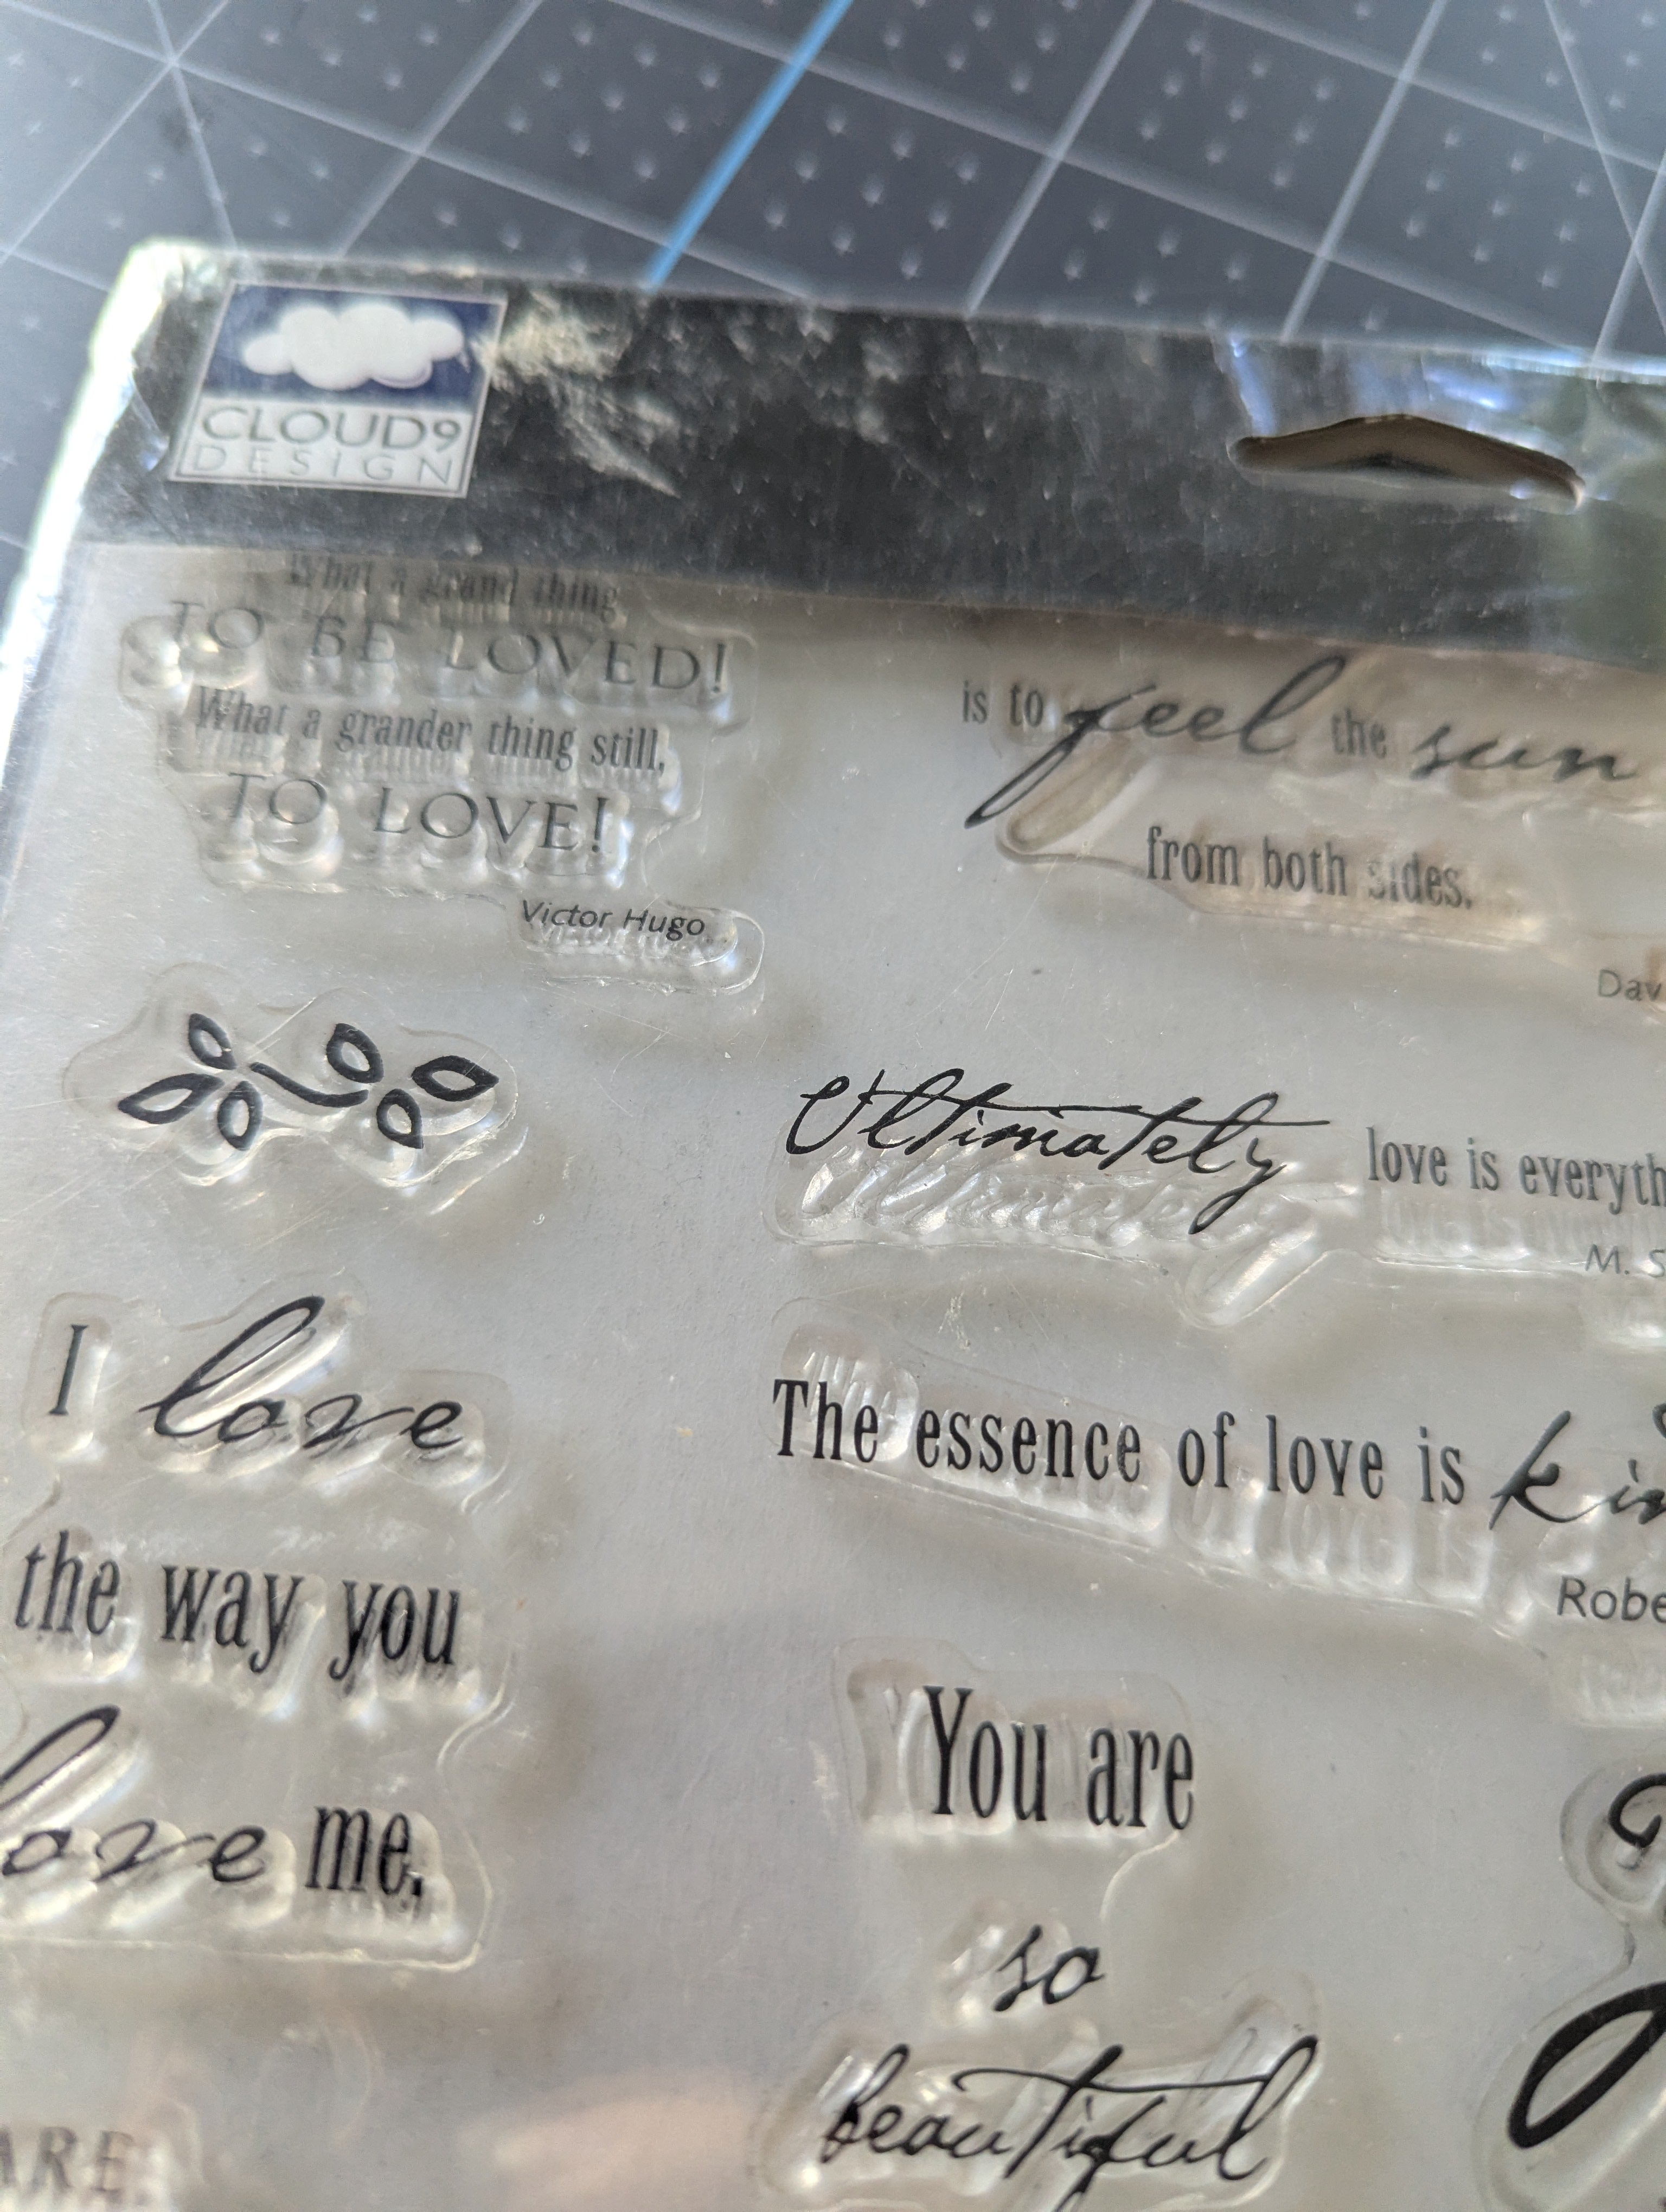 CLOUD9
DESIGN
What a grand thing
TO BE LOVED!
What a grander thing still,
TO LOVE!
Victor Hugo
is to feel the sun
from both sides.
Dav
Ultimately love is everyth
M. S
I love
the way you
love me.
The essence of love is kin
Robe
You are
so
beautiful
ARE.